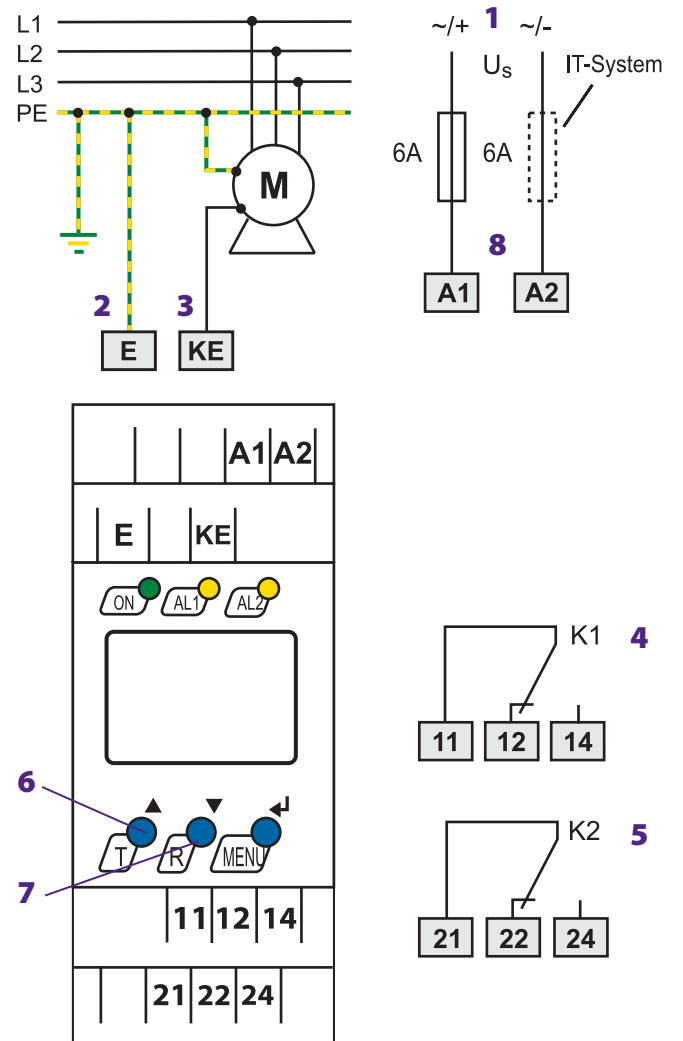 L1
L2
L3
PE
M
2
3
E
KE
~/+ 1 ~/-
Us
IT-System
6A
6A
8
A1
A2
A1 A2
E KE
ON AL1 AL2
6
7
T R MENU
11 12 14
21 22 24
K1 4
11 12 14
K2 5
21 22 24